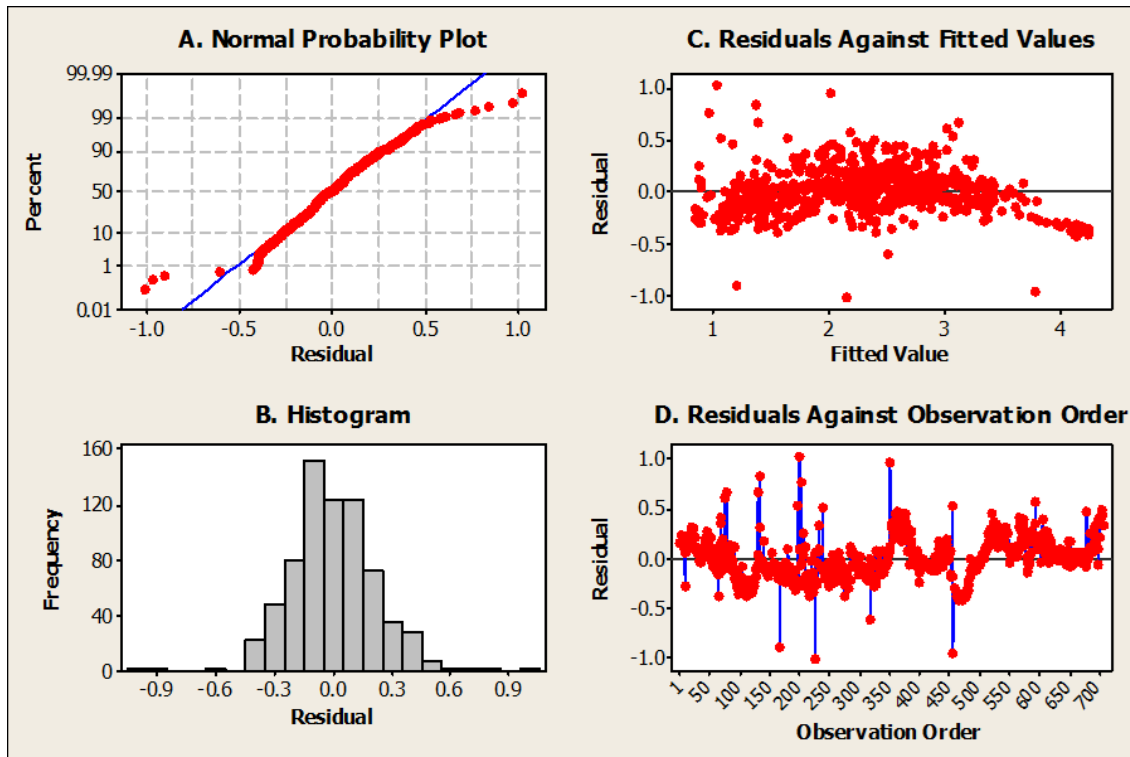 A. Normal Probability Plot
99.99
99
90
50
10
1
0.01
Percent
-1.0 -0.5 0.0 0.5 1.0
Residual
C. Residuals Against Fitted Values
1.0
0.5
0.0
-0.5
-1.0
Residual
1 2 3 4
Fitted Value
B. Histogram
160
120
80
40
0
Frequency
-0.9 -0.6 -0.3 0.0 0.3 0.6 0.9
Residual
D. Residuals Against Observation Order
1.0
0.5
0.0
-0.5
-1.0
Residual
1 50 100 150 200 250 300 350 400 450 500 550 600 650 700
Observation Order